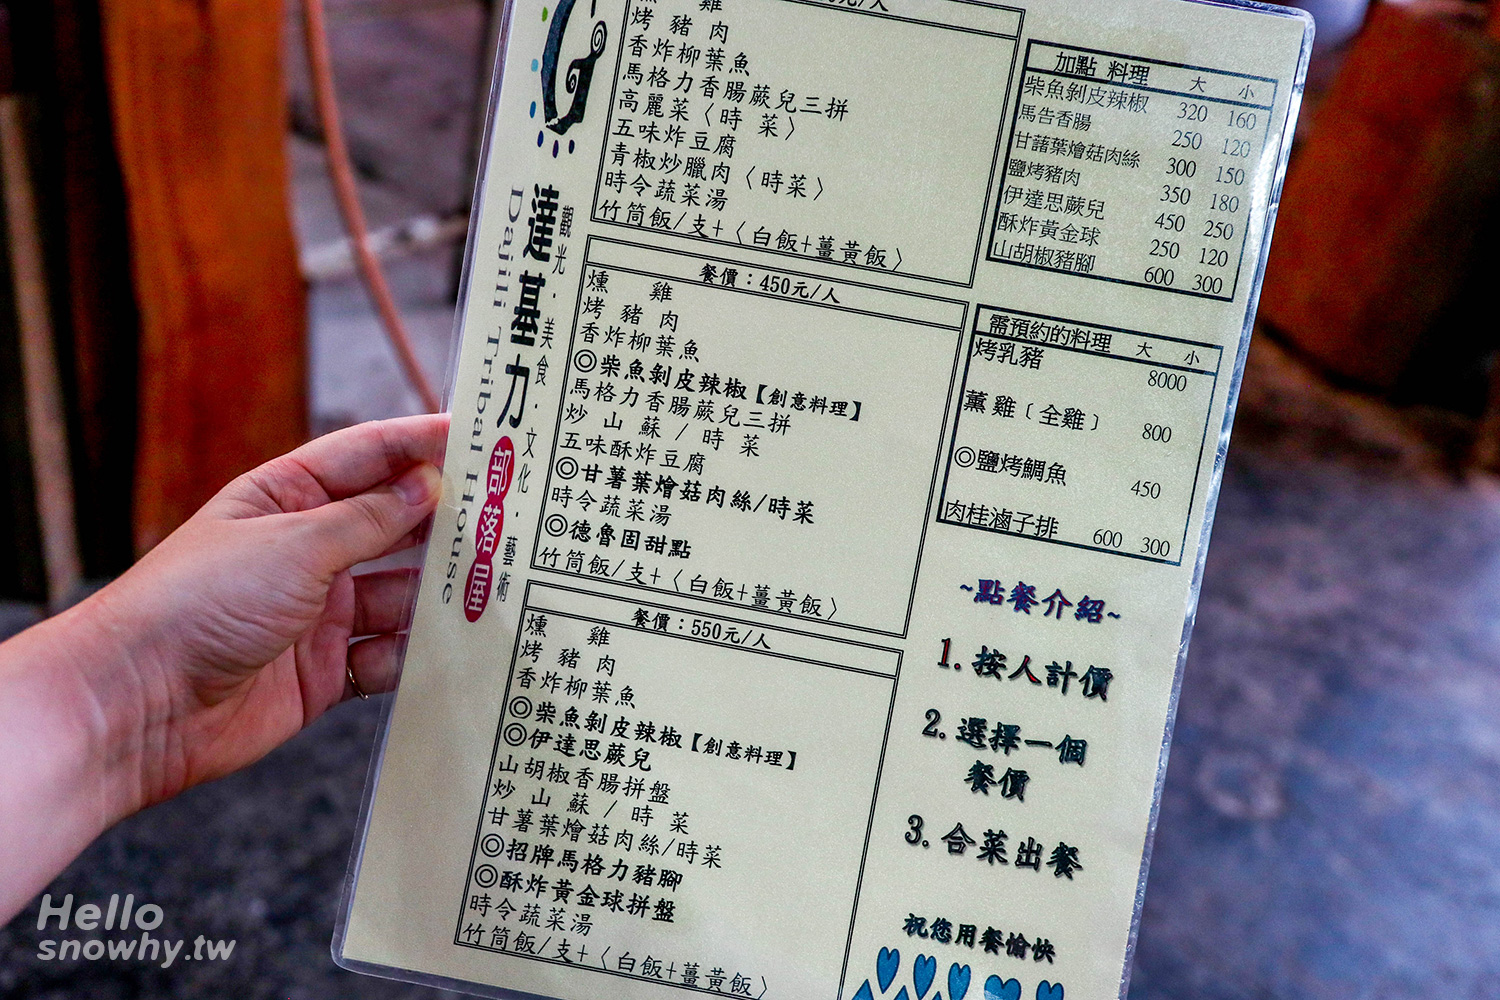 達基力
部落屋
Dajili Tribal House
觀光·美食·文化·藝術
元/人
雞
烤豬肉
香炸柳葉魚
馬格力香腸蕨兒三拼
高麗菜〈時菜〉
五味炸豆腐
青椒炒臘肉〈時菜〉
時令蔬菜湯
竹筒飯/支+〈白飯+薑黃飯〉
餐價：450元/人
燻雞
烤豬肉
香炸柳葉魚
◎柴魚剝皮辣椒【創意料理】
馬格力香腸蕨兒三拼
炒山蘇/時菜
五味酥炸豆腐
◎甘薯葉燴菇肉絲/時菜
時令蔬菜湯
◎德魯固甜點
竹筒飯/支+〈白飯+薑黃飯〉
餐價：550元/人
燻雞
烤豬肉
香炸柳葉魚
◎柴魚剝皮辣椒【創意料理】
◎伊達思蕨兒
山胡椒香腸拼盤
炒山蘇/時菜
甘薯葉燴菇肉絲/時菜
◎招牌馬格力豬腳
◎酥炸黃金球拼盤
時令蔬菜湯
竹筒飯/支+〈白飯+薑黃飯〉
加點 料理 大 小
柴魚剝皮辣椒 320 160
馬告香腸 250 120
甘藷葉燴菇肉絲 300 150
鹽烤豬肉 350 180
伊達思蕨兒 450 250
酥炸黃金球 250 120
山胡椒豬腳 600 300
需預約的料理 大 小
烤乳豬 8000
薰雞﹝全雞﹞ 800
◎鹽烤鯛魚 450
肉桂滷子排 600 300
~點餐介紹~
1. 按人計價
2. 選擇一個
餐價
3. 合菜出餐
祝您用餐愉快
Hello
snowhy.tw